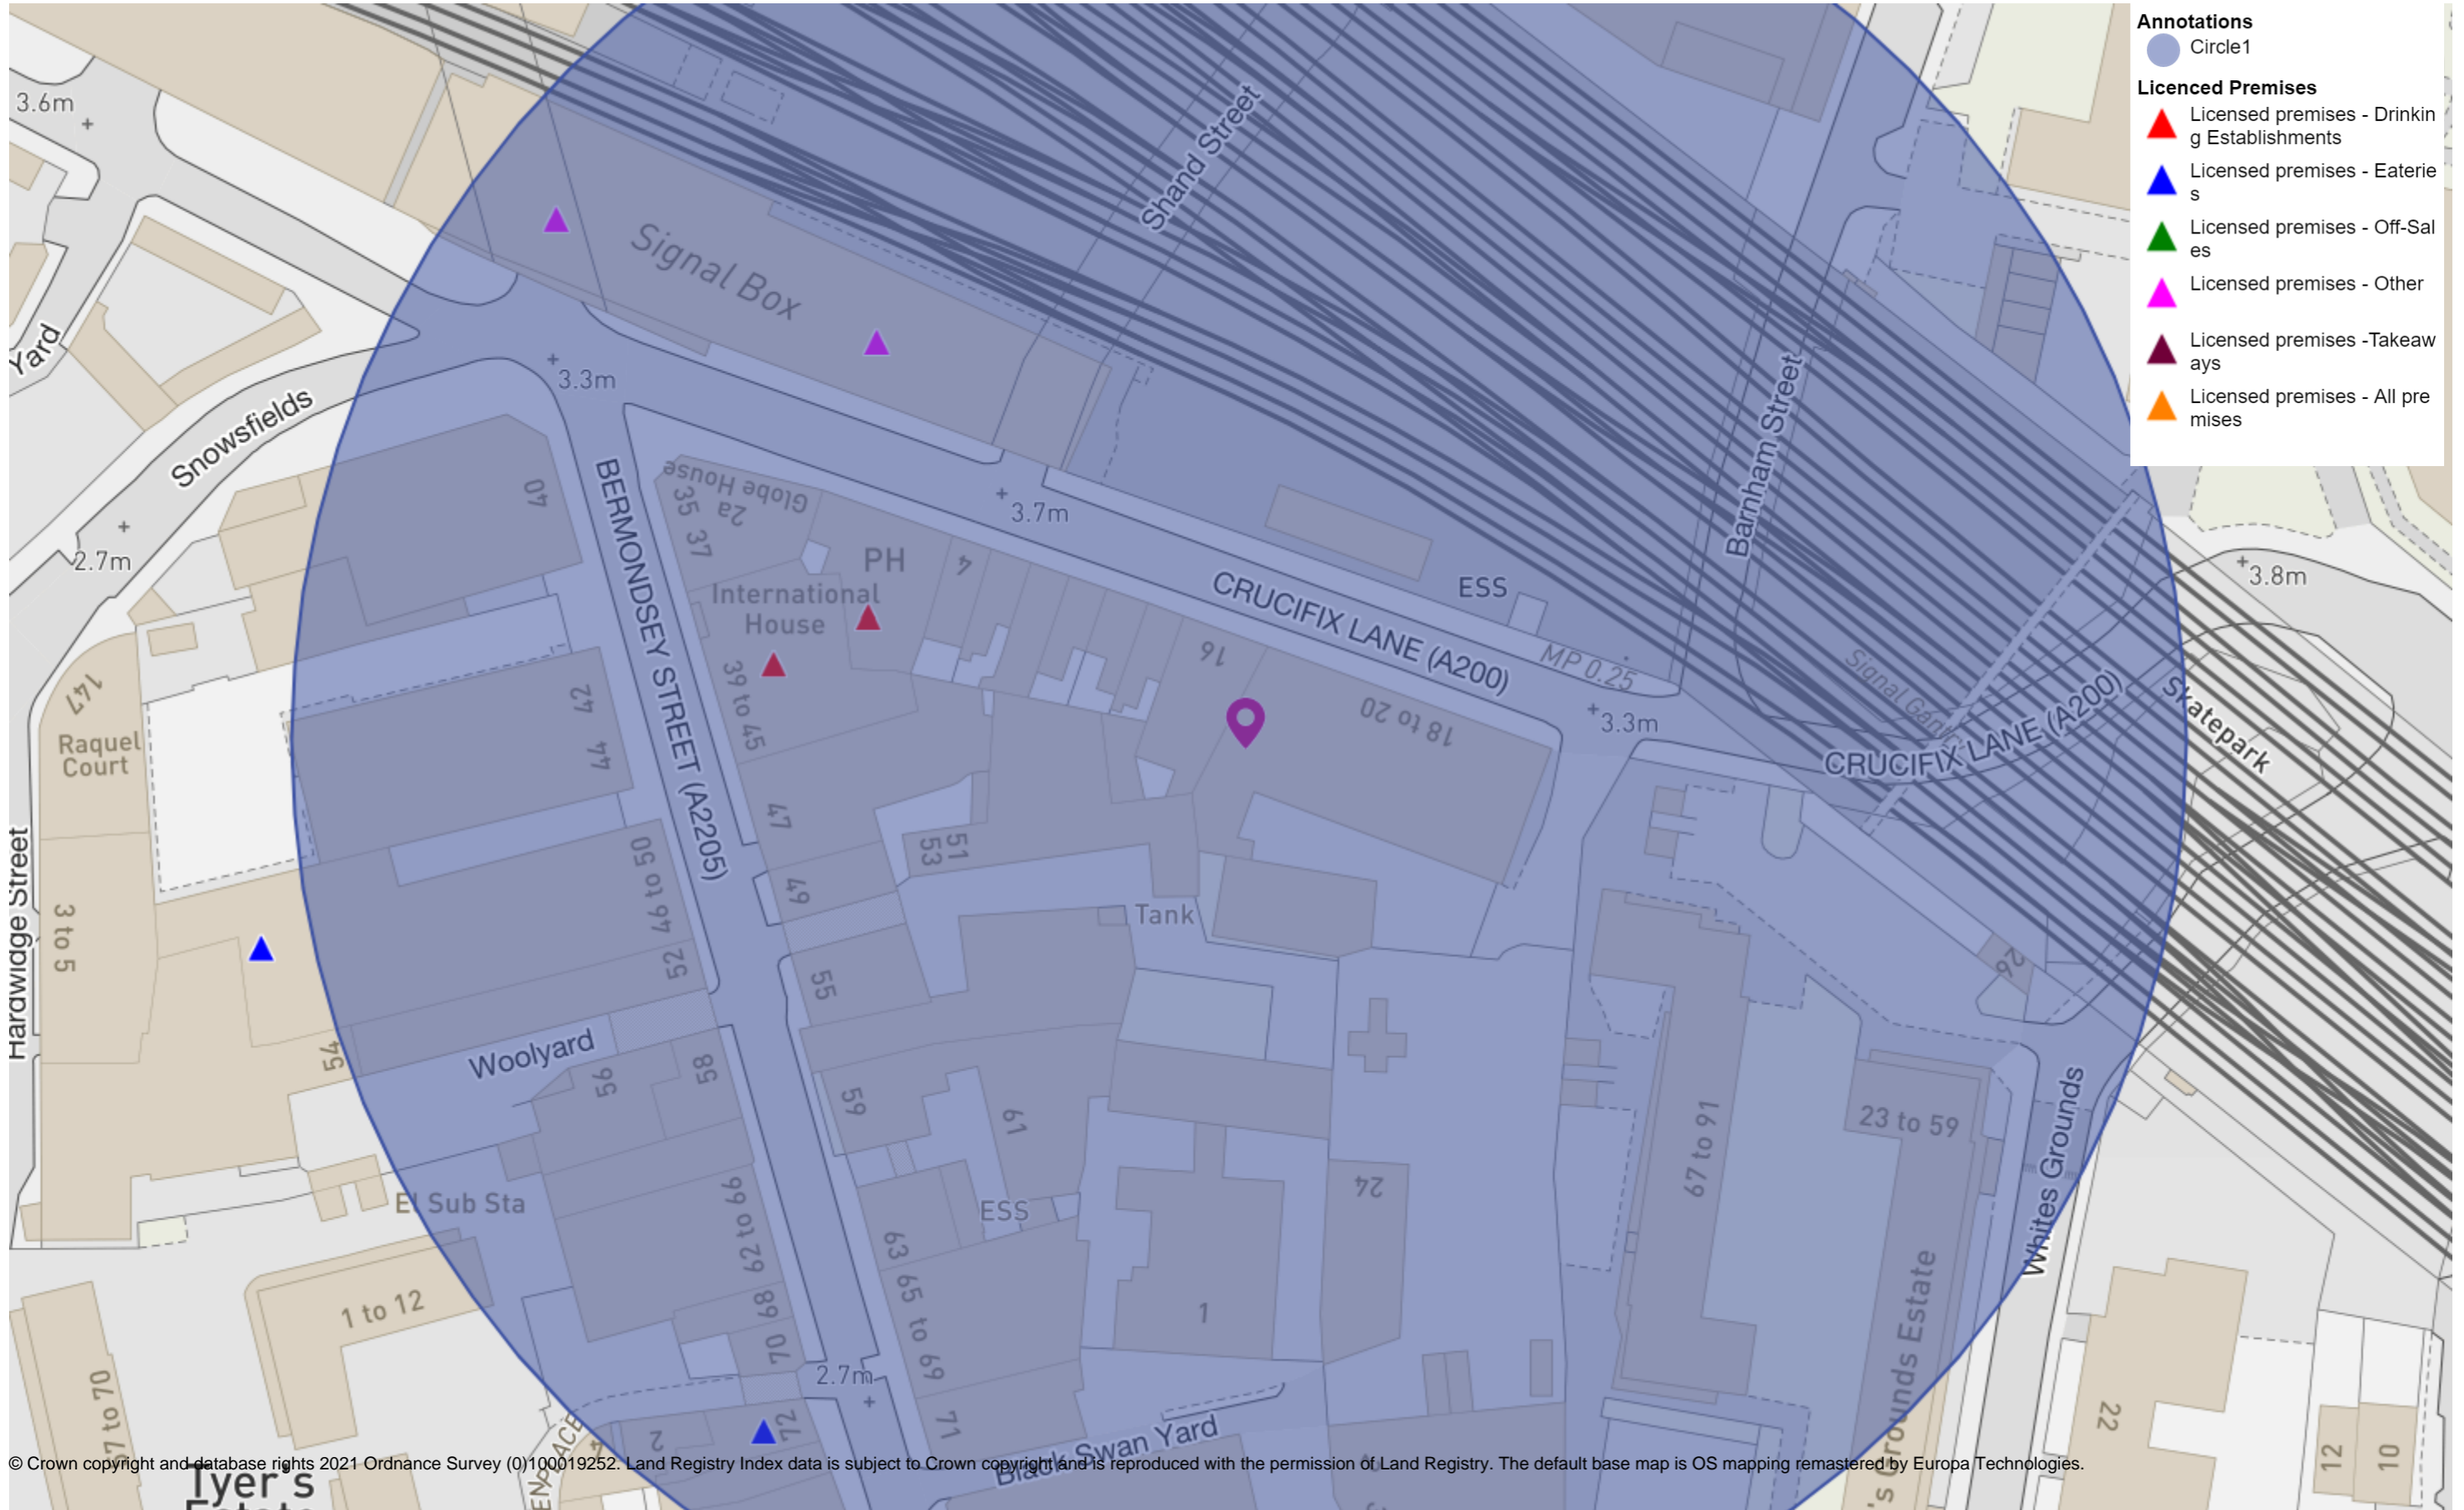 Annotations
Circle1
Licenced Premises
Licensed premises - Drinkin
g Establishments
Licensed premises - Eaterie
s
Licensed premises - Off-Sal
es
Licensed premises - Other
Licensed premises -Takeaw
ays
Licensed premises - All pre
mises
3.6m
Shand Street
Signal Box
Yard
Snowsfields
3.3m
2.7m
40
BERMONDSEY STREET (A2205)
Globe House
2a
35
37
PH
4
International
House
39 to 45
3.7m
CRUCIFIX LANE (A200)
ESS
MP 0.25
Barnham Street
3.8m
16
18 to 20
3.3m
CRUCIFIX LANE (A200)
Skatepark
147
Raquel
Court
42
44
47
51
53
49
50 to 46
52
Hardwidge Street
3 to 5
54
Tank
55
26
Woolyard
56
58
59
61
24
67 to 91
23 to 59
Whites Grounds
El Sub Sta
66 to 62
68
70
63
65 to 69
ESS
1
1 to 12
2.7m
71
72
2
4
Black Swan Yard
's Grounds Estate
22
12
10
© Crown copyright and database rights 2021 Ordnance Survey (0)100019252. Land Registry Index data is subject to Crown copyright and is reproduced with the permission of Land Registry. The default base map is OS mapping remastered by Europa Technologies.
Tyer's